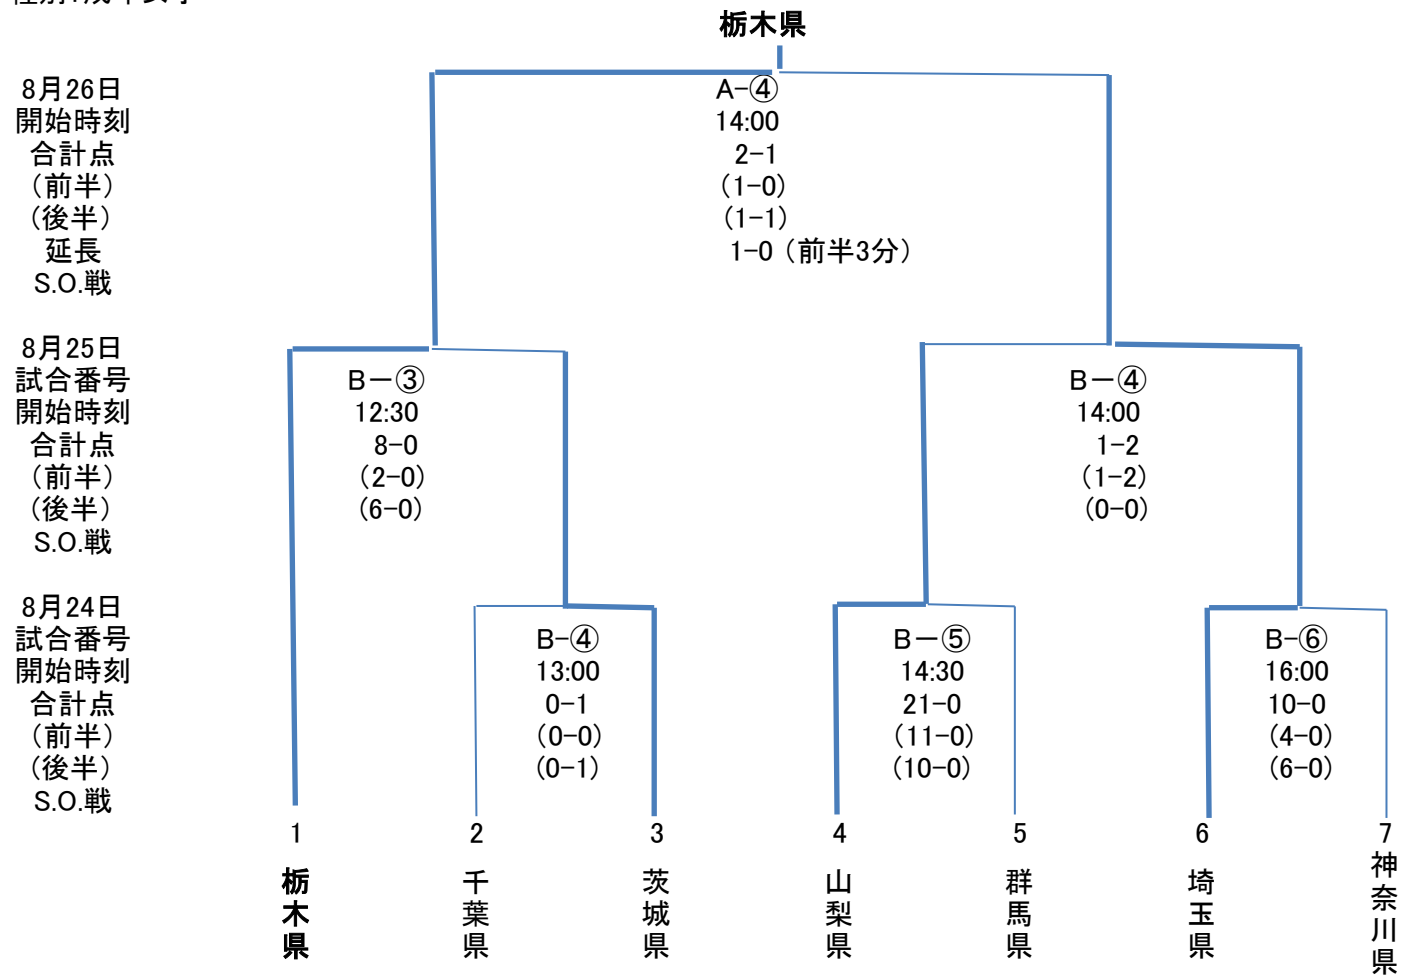 栃木県
8月26日
開始時刻
合計点
（前半）
（後半）
延長
S.O.戦
A-④
14:00
2-1
(1-0)
(1-1)
1-0（前半3分）
8月25日
試合番号
開始時刻
合計点
（前半）
（後半）
S.O.戦
B－③
12:30
8-0
(2-0)
(6-0)
B－④
14:00
1-2
(1-2)
(0-0)
8月24日
試合番号
開始時刻
合計点
（前半）
（後半）
S.O.戦
B-④
13:00
0-1
(0-0)
(0-1)
B－⑤
14:30
21-0
(11-0)
(10-0)
B-⑥
16:00
10-0
(4-0)
(6-0)
1 2 3 4 5 6 7
栃木県
千葉県
茨城県
山梨県
群馬県
埼玉県
神奈川県